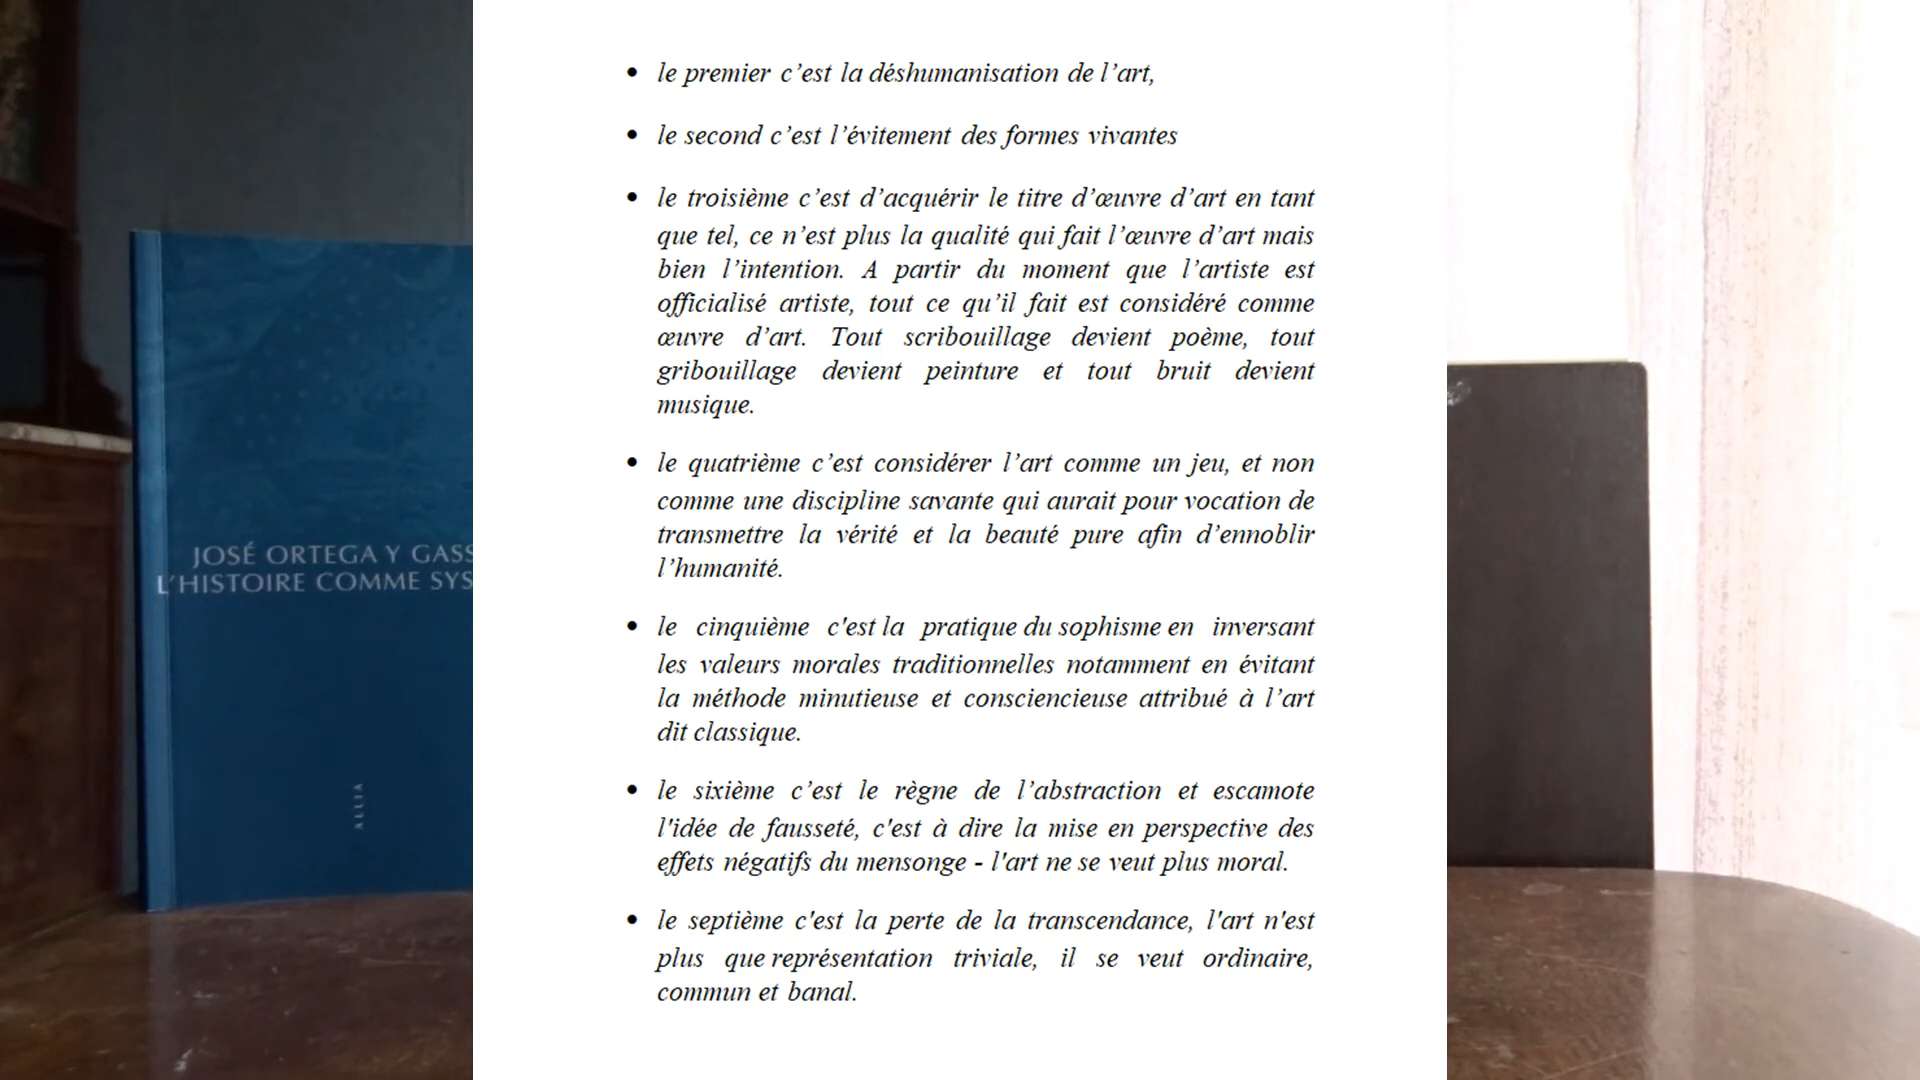 JOSÉ ORTEGA Y GASS
L'HISTOIRE COMME SYS
ALLIA
• le premier c’est la déshumanisation de l’art,
• le second c’est l’évitement des formes vivantes
• le troisième c’est d’acquérir le titre d’œuvre d’art en tant
que tel, ce n’est plus la qualité qui fait l’œuvre d’art mais
bien l’intention. A partir du moment que l’artiste est
officialisé artiste, tout ce qu’il fait est considéré comme
œuvre d’art. Tout scribouillage devient poème, tout
gribouillage devient peinture et tout bruit devient
musique.
• le quatrième c’est considérer l’art comme un jeu, et non
comme une discipline savante qui aurait pour vocation de
transmettre la vérité et la beauté pure afin d’ennoblir
l’humanité.
• le cinquième c'est la pratique du sophisme en inversant
les valeurs morales traditionnelles notamment en évitant
la méthode minutieuse et consciencieuse attribué à l’art
dit classique.
• le sixième c’est le règne de l’abstraction et escamote
l'idée de fausseté, c'est à dire la mise en perspective des
effets négatifs du mensonge - l'art ne se veut plus moral.
• le septième c'est la perte de la transcendance, l'art n'est
plus que représentation triviale, il se veut ordinaire,
commun et banal.